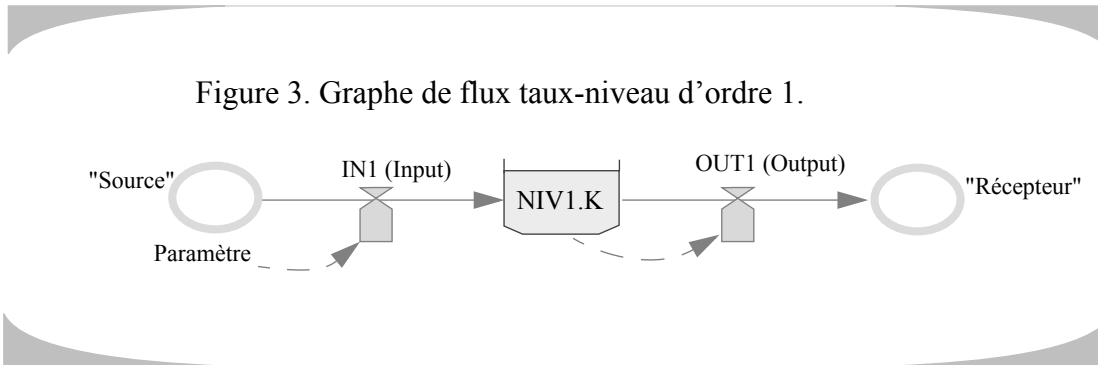 Figure 3. Graphe de flux taux-niveau d'ordre 1.
"Source"
IN1 (Input)
NIV1.K
OUT1 (Output)
"Récepteur"
Paramètre